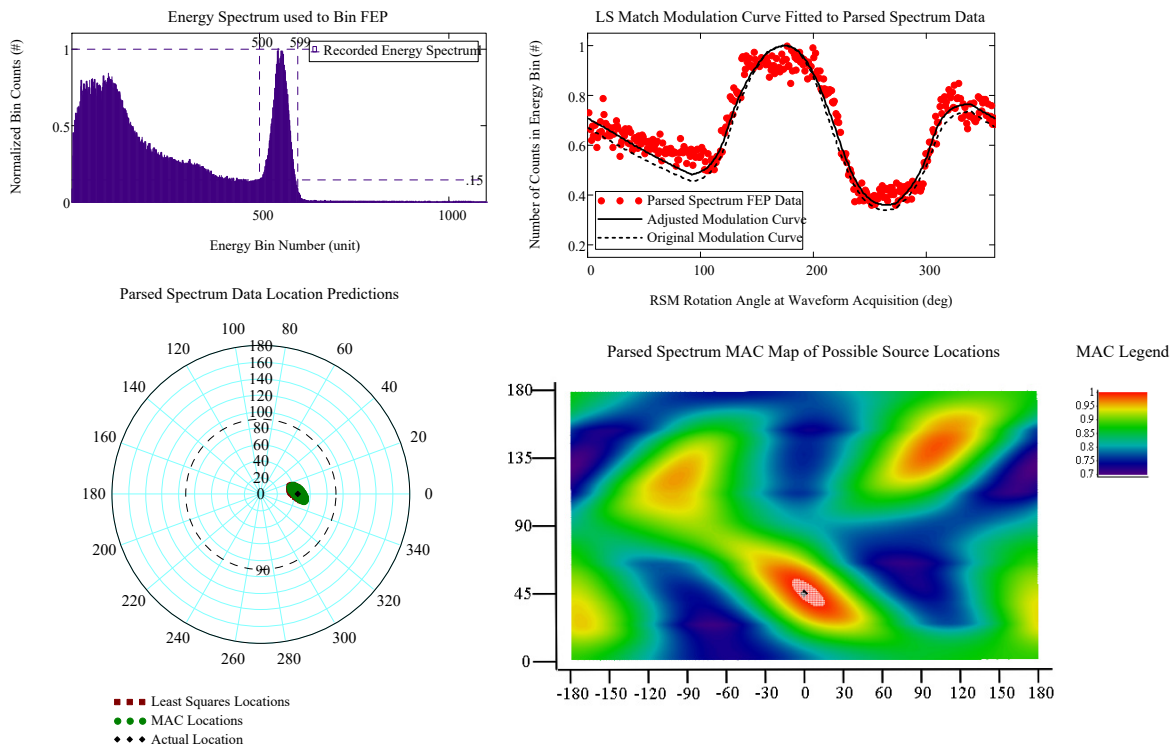 Energy Spectrum used to Bin FEP
Normalized Bin Counts (#)
500 599
1
0.5
0
Recorded Energy Spectrum
1
.15
500
1000
Energy Bin Number (unit)
LS Match Modulation Curve Fitted to Parsed Spectrum Data
Number of Counts in Energy Bin (#)
1
0.8
0.6
0.4
0.2
Parsed Spectrum FEP Data
Adjusted Modulation Curve
Original Modulation Curve
0 100 200 300
RSM Rotation Angle at Waveform Acquisition (deg)
Parsed Spectrum Data Location Predictions
100 80
120 60
140 40
160 20
180 0
200 340
220 320
240 300
260 280
180
160
140
120
100
80
60
40
20
0
90
Least Squares Locations
MAC Locations
Actual Location
Parsed Spectrum MAC Map of Possible Source Locations
180
135
90
45
0
-180 -150 -120 -90 -60 -30 0 30 60 90 120 150 180
MAC Legend
1
0.95
0.9
0.85
0.8
0.75
0.7